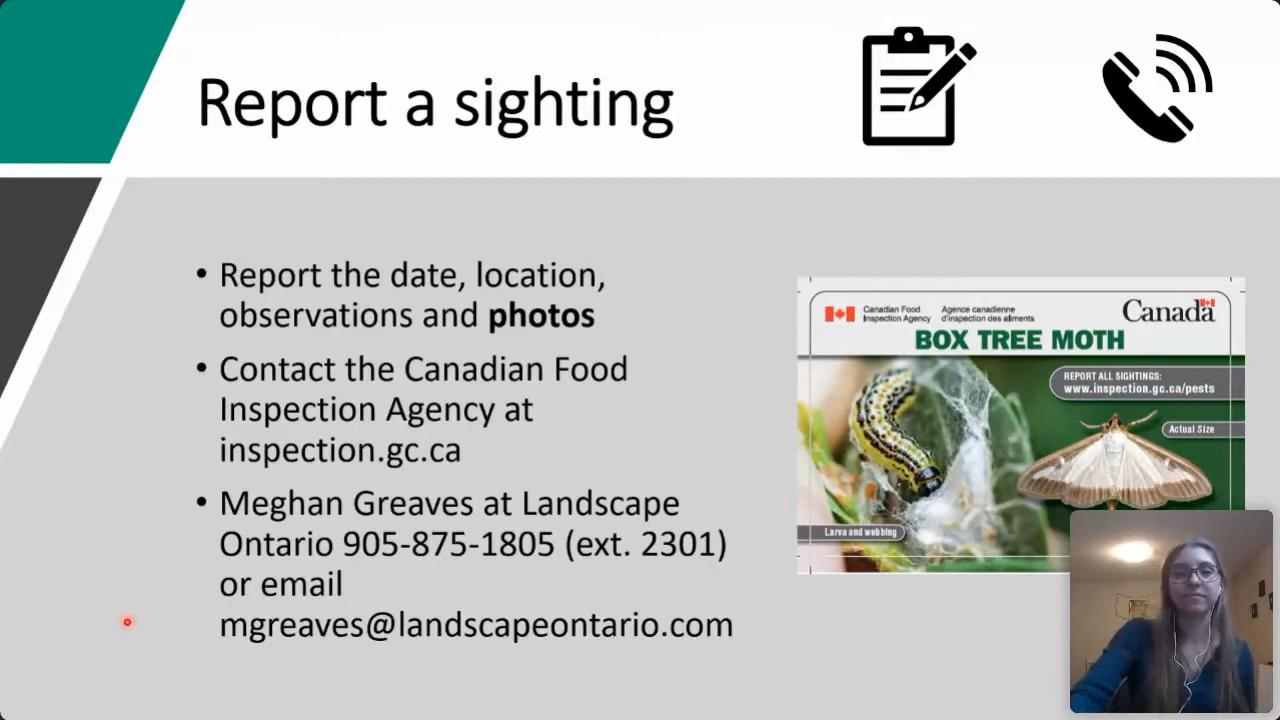 Report a sighting
• Report the date, location,
observations and photos
• Contact the Canadian Food
Inspection Agency at
inspection.gc.ca
• Meghan Greaves at Landscape
Ontario 905-875-1805 (ext. 2301)
or email
mgreaves@landscapeontario.com
Canadian Food
Inspection Agency
Agence canadienne
d'inspection des aliments
Canada
BOX TREE MOTH
REPORT ALL SIGHTINGS:
www.inspection.gc.ca/pests
Actual Size
Larva and webbing